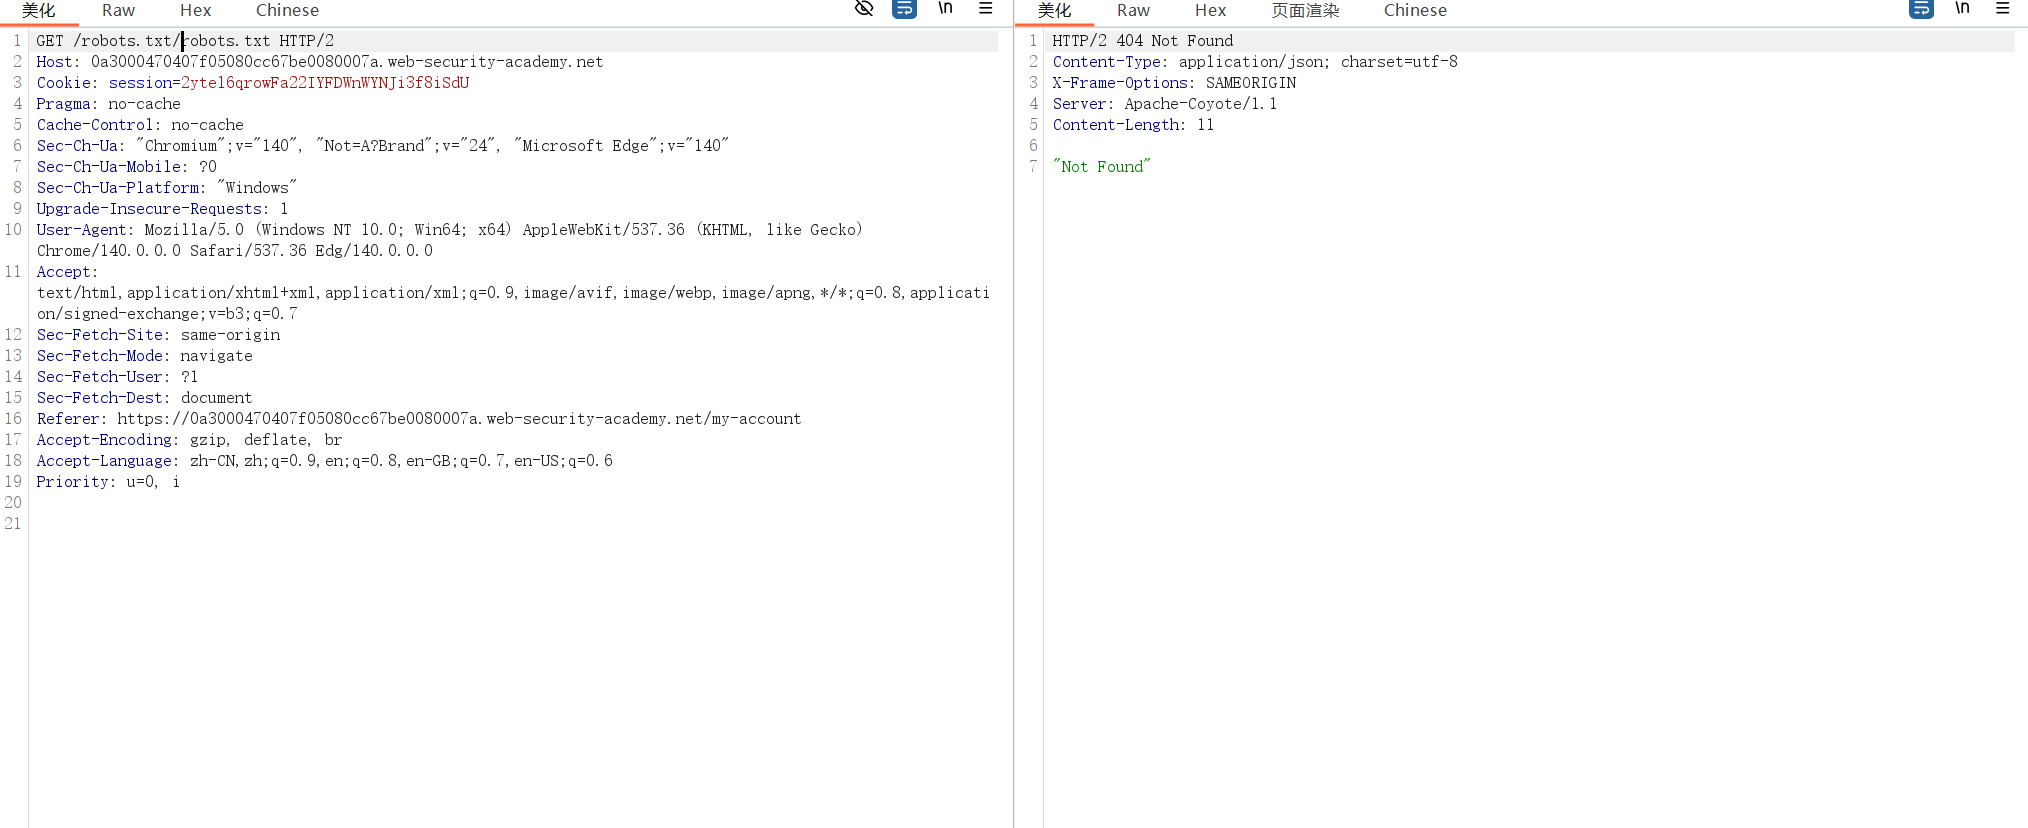 美化 Raw Hex Chinese \n
1 GET /robots.txt/robots.txt HTTP/2
2 Host: 0a3000470407f05080cc67be0080007a.web-security-academy.net
3 Cookie: session=2ytel6qrowFa22IYFDWnWYNJi3f8iSdU
4 Pragma: no-cache
5 Cache-Control: no-cache
6 Sec-Ch-Ua: "Chromium";v="140", "Not=A?Brand";v="24", "Microsoft Edge";v="140"
7 Sec-Ch-Ua-Mobile: ?0
8 Sec-Ch-Ua-Platform: "Windows"
9 Upgrade-Insecure-Requests: 1
10 User-Agent: Mozilla/5.0 (Windows NT 10.0; Win64; x64) AppleWebKit/537.36 (KHTML, like Gecko)
Chrome/140.0.0.0 Safari/537.36 Edg/140.0.0.0
11 Accept:
text/html,application/xhtml+xml,application/xml;q=0.9,image/avif,image/webp,image/apng,*/*;q=0.8,applicati
on/signed-exchange;v=b3;q=0.7
12 Sec-Fetch-Site: same-origin
13 Sec-Fetch-Mode: navigate
14 Sec-Fetch-User: ?1
15 Sec-Fetch-Dest: document
16 Referer: https://0a3000470407f05080cc67be0080007a.web-security-academy.net/my-account
17 Accept-Encoding: gzip, deflate, br
18 Accept-Language: zh-CN,zh;q=0.9,en;q=0.8,en-GB;q=0.7,en-US;q=0.6
19 Priority: u=0, i
20
21
美化 Raw Hex 页面渲染 Chinese \n
1 HTTP/2 404 Not Found
2 Content-Type: application/json; charset=utf-8
3 X-Frame-Options: SAMEORIGIN
4 Server: Apache-Coyote/1.1
5 Content-Length: 11
6
7 "Not Found"